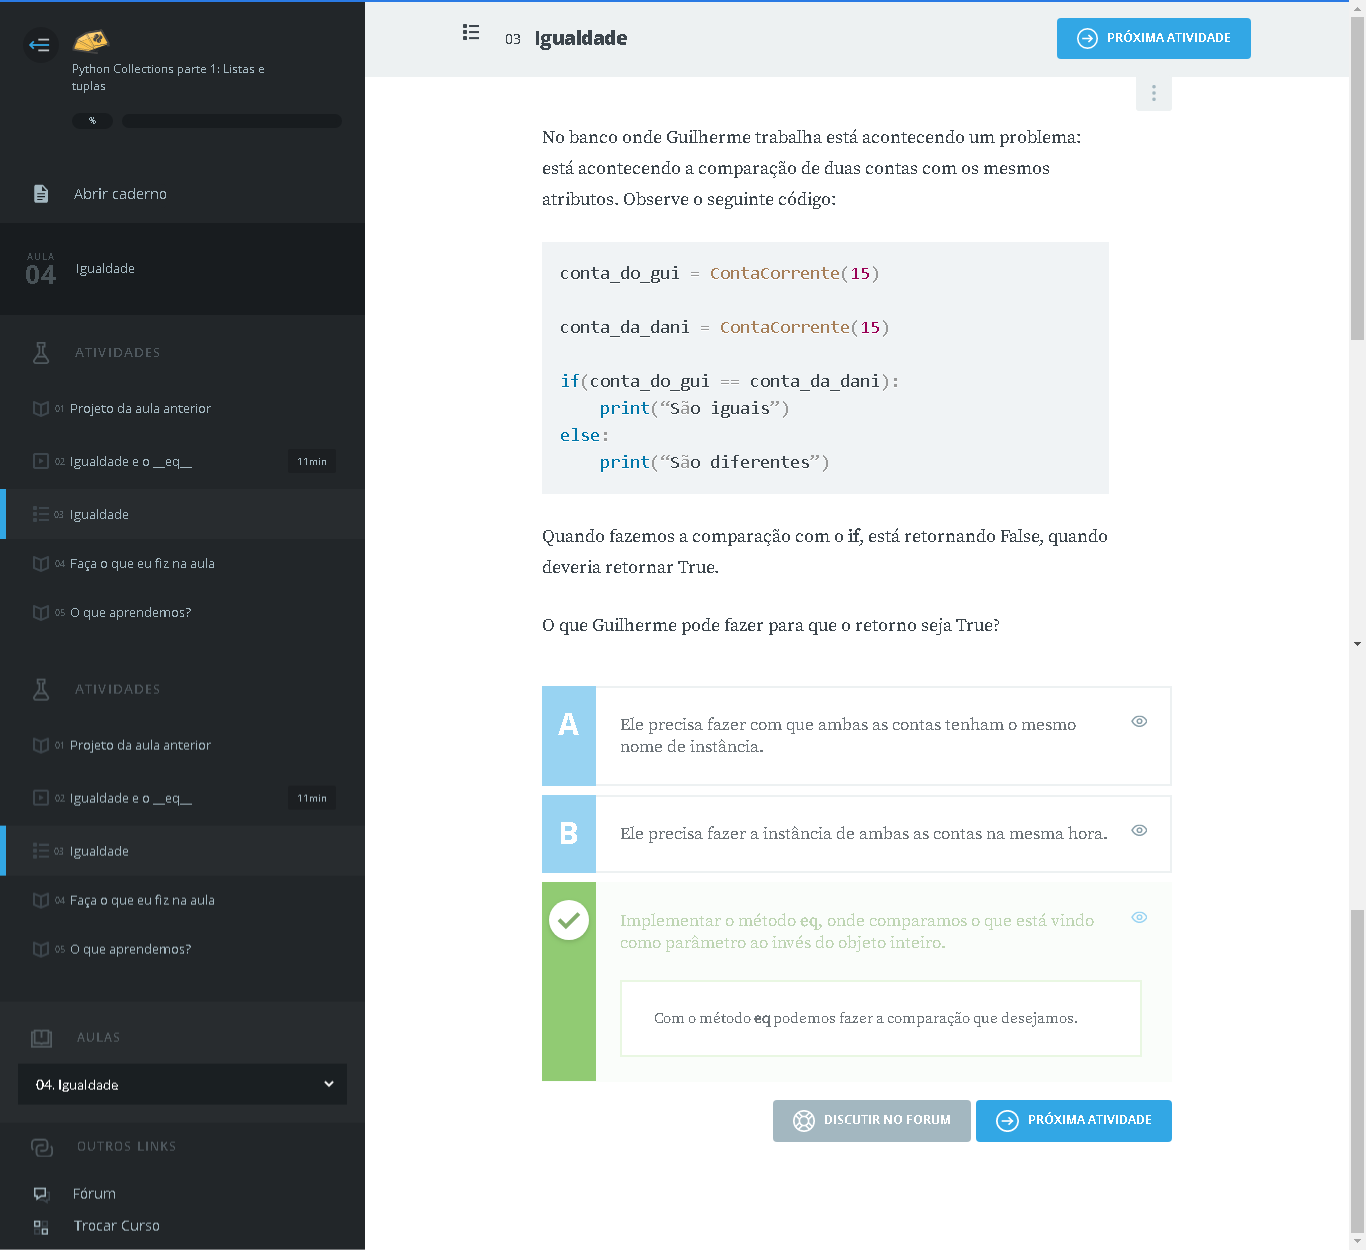 Python Collections parte 1: Listas e
tuplas
%
Abrir caderno
AULA
04
Igualdade
ATIVIDADES
01 Projeto da aula anterior
02 Igualdade e o __eq__ 11min
03 Igualdade
04 Faça o que eu fiz na aula
05 O que aprendemos?
ATIVIDADES
01 Projeto da aula anterior
02 Igualdade e o __eq__ 11min
03 Igualdade
04 Faça o que eu fiz na aula
05 O que aprendemos?
AULAS
04. Igualdade
OUTROS LINKS
Fórum
Trocar Curso
03 Igualdade
PRÓXIMA ATIVIDADE
No banco onde Guilherme trabalha está acontecendo um problema:
está acontecendo a comparação de duas contas com os mesmos
atributos. Observe o seguinte código:
conta_do_gui = ContaCorrente(15)
conta_da_dani = ContaCorrente(15)
if(conta_do_gui == conta_da_dani):
    print(“São iguais”)
else:
    print(“São diferentes”)
Quando fazemos a comparação com o if, está retornando False, quando
deveria retornar True.
O que Guilherme pode fazer para que o retorno seja True?
A
Ele precisa fazer com que ambas as contas tenham o mesmo
nome de instância.
B
Ele precisa fazer a instância de ambas as contas na mesma hora.
Implementar o método eq, onde comparamos o que está vindo
como parâmetro ao invés do objeto inteiro.
Com o método eq podemos fazer a comparação que desejamos.
DISCUTIR NO FORUM
PRÓXIMA ATIVIDADE